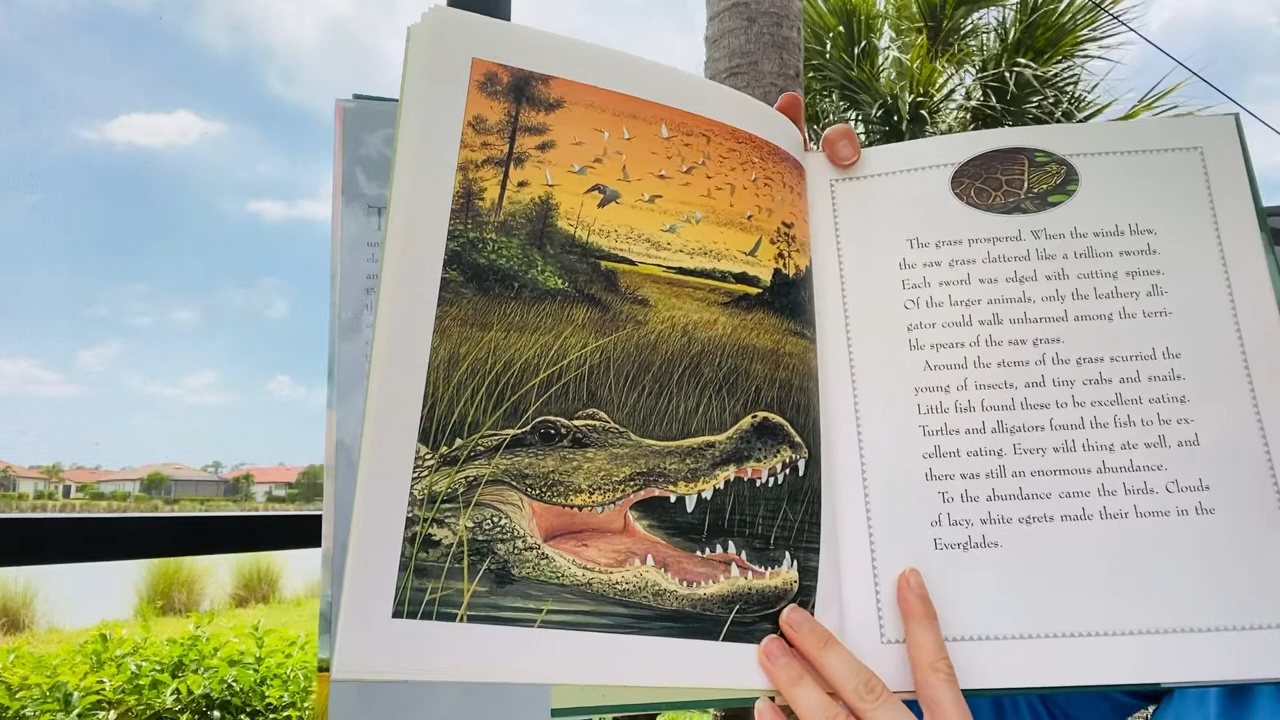 The grass prospered. When the winds blew,
the saw grass clattered like a trillion swords.
Each sword was edged with cutting spines.
Of the larger animals, only the leathery alli-
gator could walk unharmed among the terri-
ble spears of the saw grass.
Around the stems of the grass scurried the
young of insects, and tiny crabs and snails.
Little fish found these to be excellent eating.
Turtles and alligators found the fish to be ex-
cellent eating. Every wild thing ate well, and
there was still an enormous abundance.
To the abundance came the birds. Clouds
of lacy, white egrets made their home in the
Everglades.